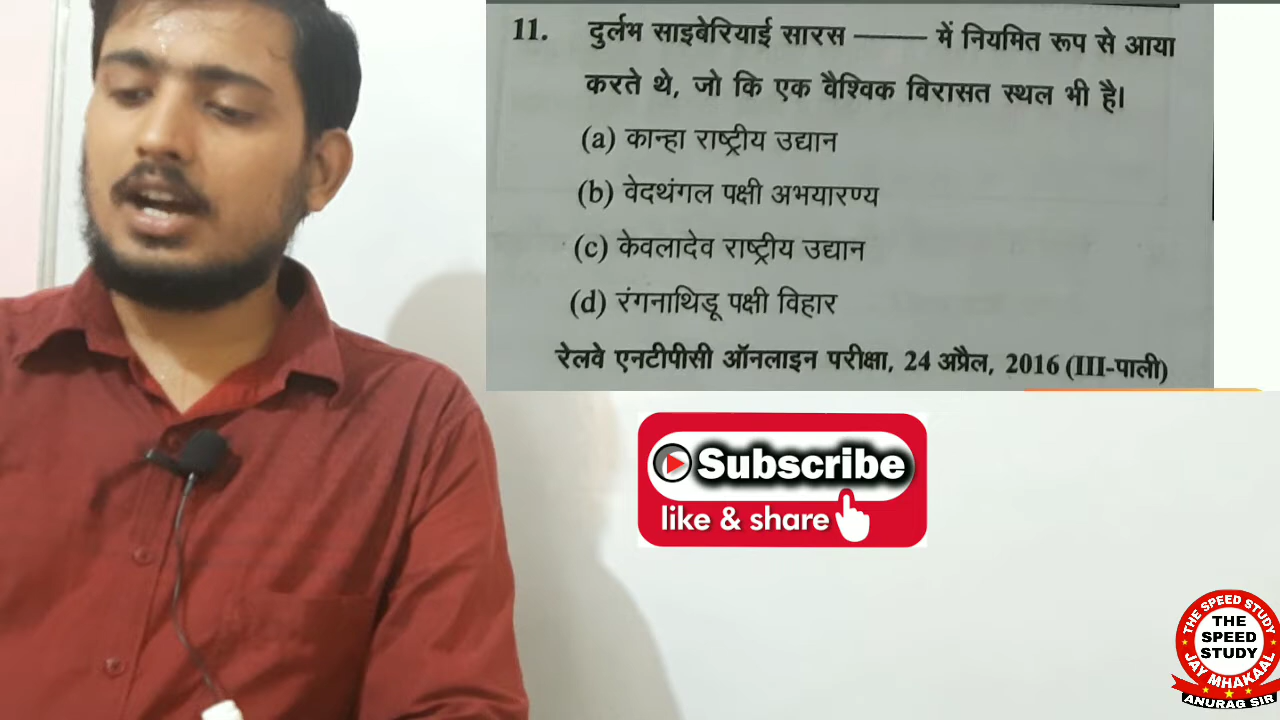 11. दुर्लभ साइबेरियाई सारस ——— में नियमित रूप से आया
करते थे, जो कि एक वैश्विक विरासत स्थल भी है।
(a) कान्हा राष्ट्रीय उद्यान
(b) वेदथंगल पक्षी अभयारण्य
(c) केवलादेव राष्ट्रीय उद्यान
(d) रंगनाथिडू पक्षी विहार
रेलवे एनटीपीसी ऑनलाइन परीक्षा, 24 अप्रैल, 2016 (III-पाली)
Subscribe
like & share
THE SPEED STUDY
THE
SPEED
STUDY
JAY MHAKAAL
ANURAG SIR